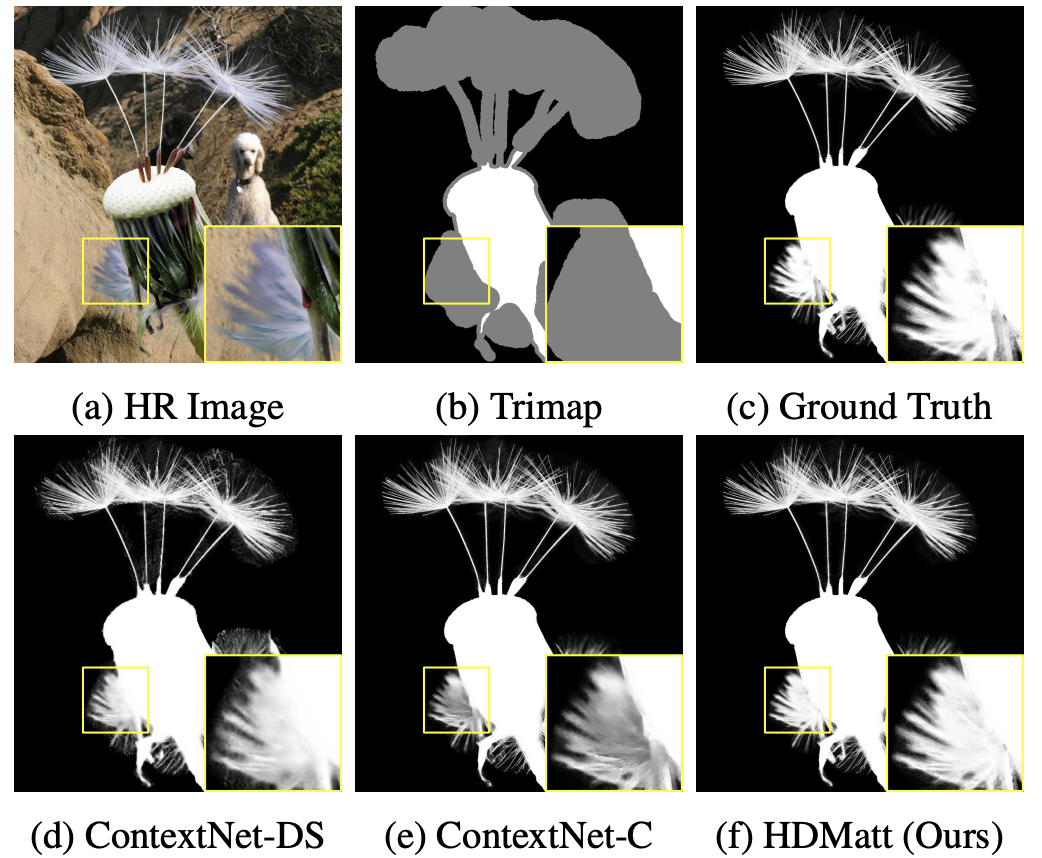 (a) HR Image
(b) Trimap
(c) Ground Truth
(d) ContextNet-DS
(e) ContextNet-C
(f) HDMatt (Ours)